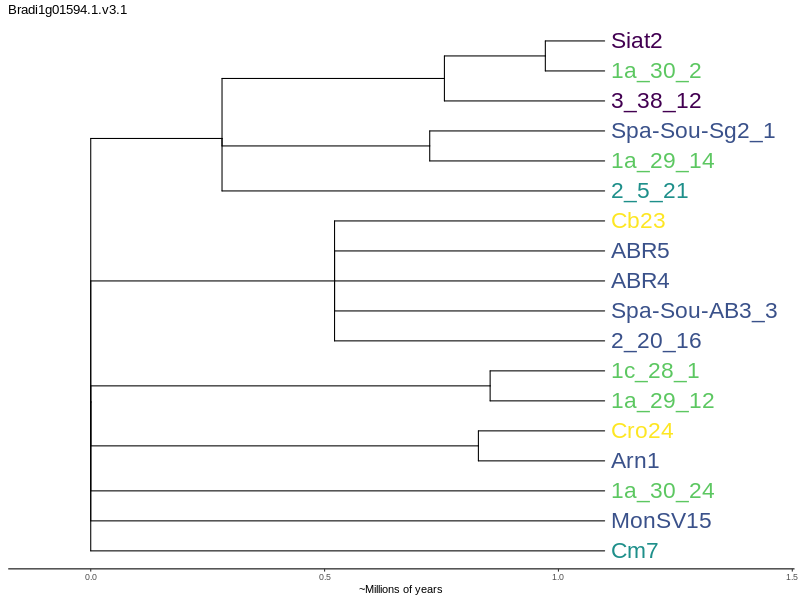 Bradi1g01594.1.v3.1
Siat2
1a_30_2
3_38_12
Spa-Sou-Sg2_1
1a_29_14
2_5_21
Cb23
ABR5
ABR4
Spa-Sou-AB3_3
2_20_16
1c_28_1
1a_29_12
Cro24
Arn1
1a_30_24
MonSV15
Cm7
0.0 0.5 1.0 1.5
~Millions of years